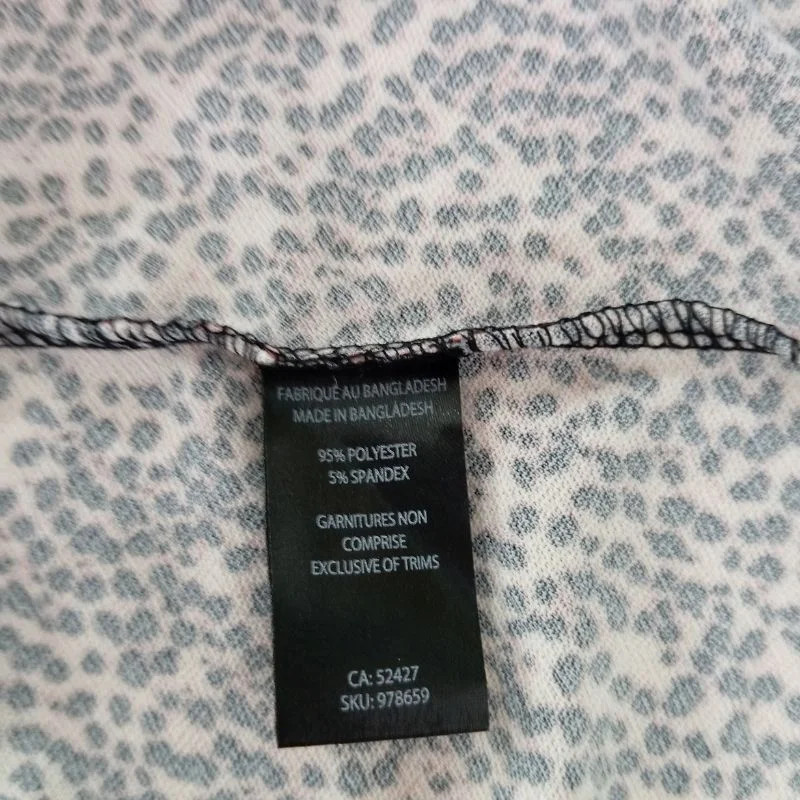 FABRIQUÉ AU BANGLADESH
MADE IN BANGLADESH
95% POLYESTER
5% SPANDEX
GARNITURES NON
COMPRISE
EXCLUSIVE OF TRIMS
CA: 52427
SKU: 978659